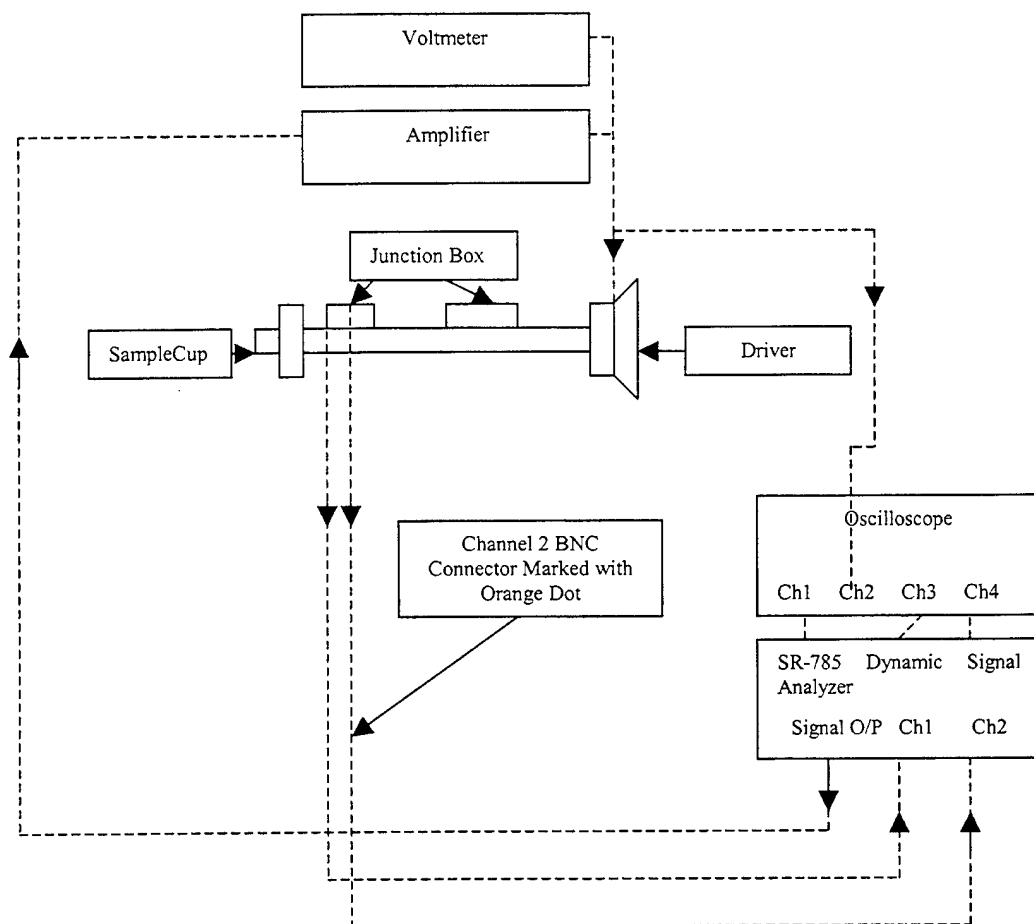 Voltmeter
Amplifier
Junction Box
SampleCup
Driver
Channel 2 BNC
Connector Marked with
Orange Dot
Oscilloscope
Ch1 Ch2 Ch3 Ch4
SR-785 Dynamic Signal
Analyzer
Signal O/P Ch1 Ch2